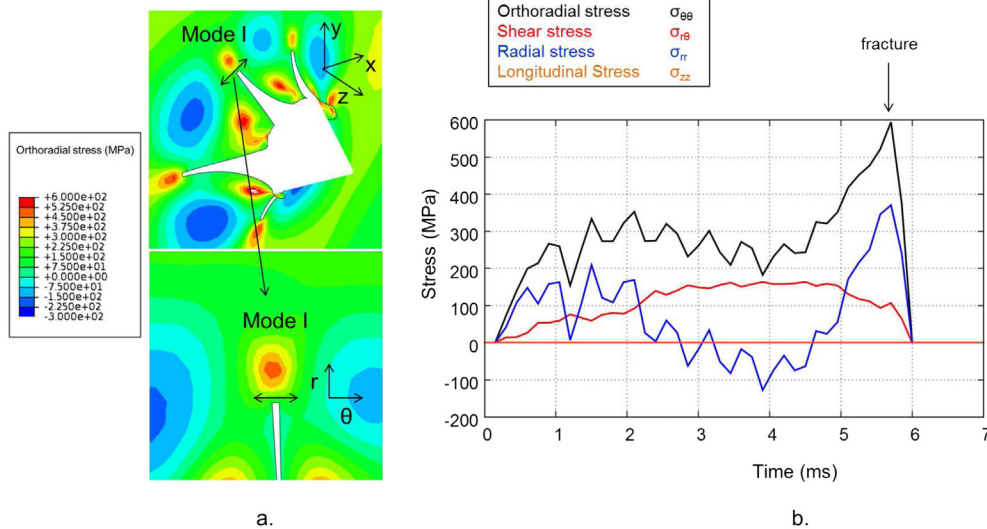 Mode I
y
x
z
Orthoradial stress (MPa)
+6.000e+02
+5.250e+02
+4.500e+02
+3.750e+02
+3.000e+02
+2.250e+02
+1.500e+02
+7.500e+01
+0.000e+00
-7.500e+01
-1.500e+02
-2.250e+02
-3.000e+02
Mode I
r
θ
a.
Orthoradial stress σθθ
Shear stress σrθ
Radial stress σrr
Longitudinal Stress σzz
fracture
600
500
400
300
200
100
0
-100
-200
Stress (MPa)
0 1 2 3 4 5 6 7
Time (ms)
b.